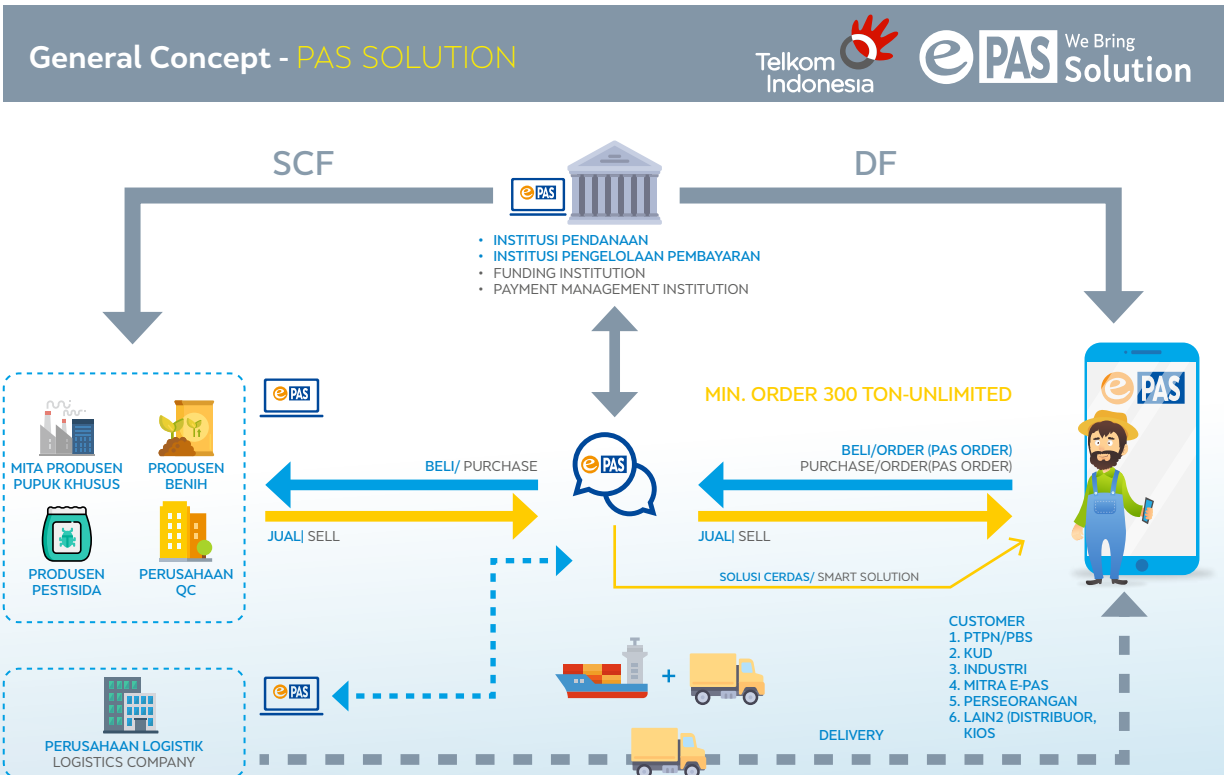 General Concept - PAS SOLUTION
Telkom
Indonesia
e PAS
We Bring
Solution
SCF
DF
e PAS
• INSTITUSI PENDANAAN
• INSTITUSI PENGELOLAAN PEMBAYARAN
• FUNDING INSTITUTION
• PAYMENT MANAGEMENT INSTITUTION
e PAS
MIN. ORDER 300 TON-UNLIMITED
e PAS
MITA PRODUSEN
PUPUK KHUSUS
PRODUSEN
BENIH
PRODUSEN
PESTISIDA
PERUSAHAAN
QC
BELI/ PURCHASE
JUAL| SELL
e PAS
BELI/ORDER (PAS ORDER)
PURCHASE/ORDER(PAS ORDER)
JUAL| SELL
SOLUSI CERDAS/ SMART SOLUTION
CUSTOMER
1. PTPN/PBS
2. KUD
3. INDUSTRI
4. MITRA E-PAS
5. PERSEORANGAN
6. LAIN2 (DISTRIBUOR,
KIOS
e PAS
+
PERUSAHAAN LOGISTIK
LOGISTICS COMPANY
DELIVERY